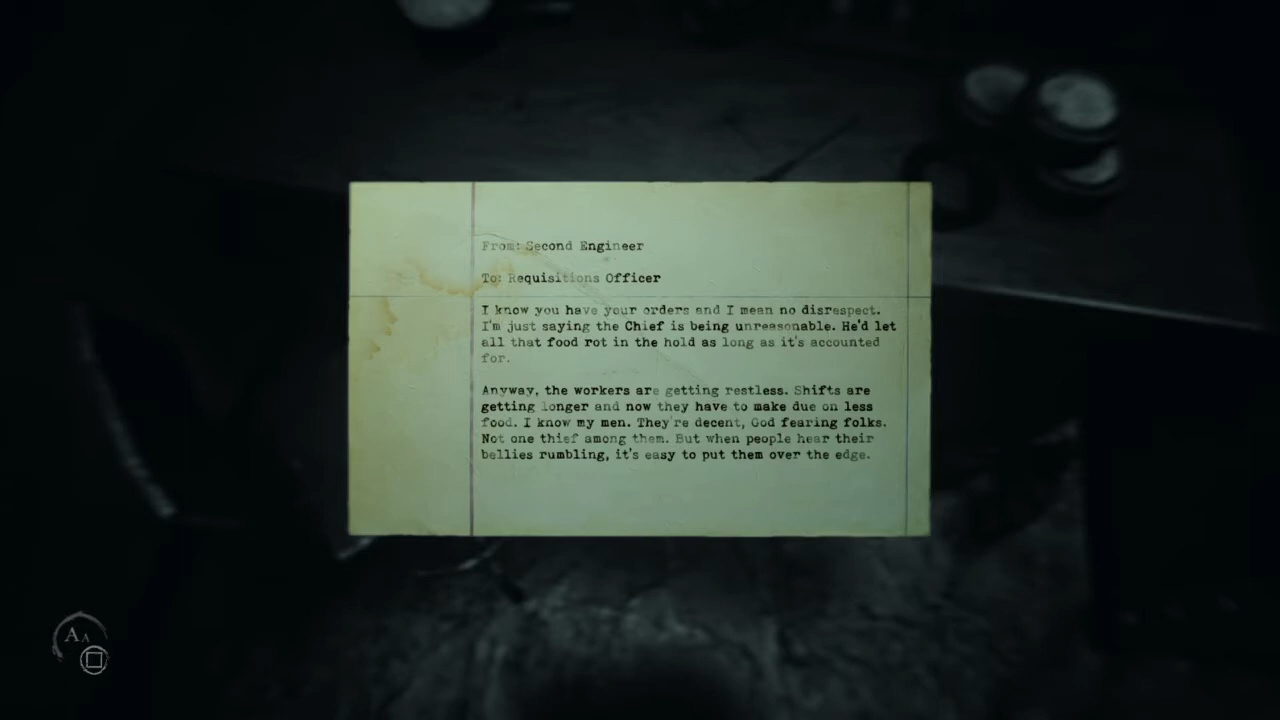 From: Second Engineer
To: Requisitions Officer
I know you have your orders and I mean no disrespect.
I'm just saying the Chief is being unreasonable. He'd let
all that food rot in the hold as long as it's accounted
for.
Anyway, the workers are getting restless. Shifts are
getting longer and now they have to make due on less
food. I know my men. They're decent, God fearing folks.
Not one thief among them. But when people hear their
bellies rumbling, it's easy to put them over the edge.
A A